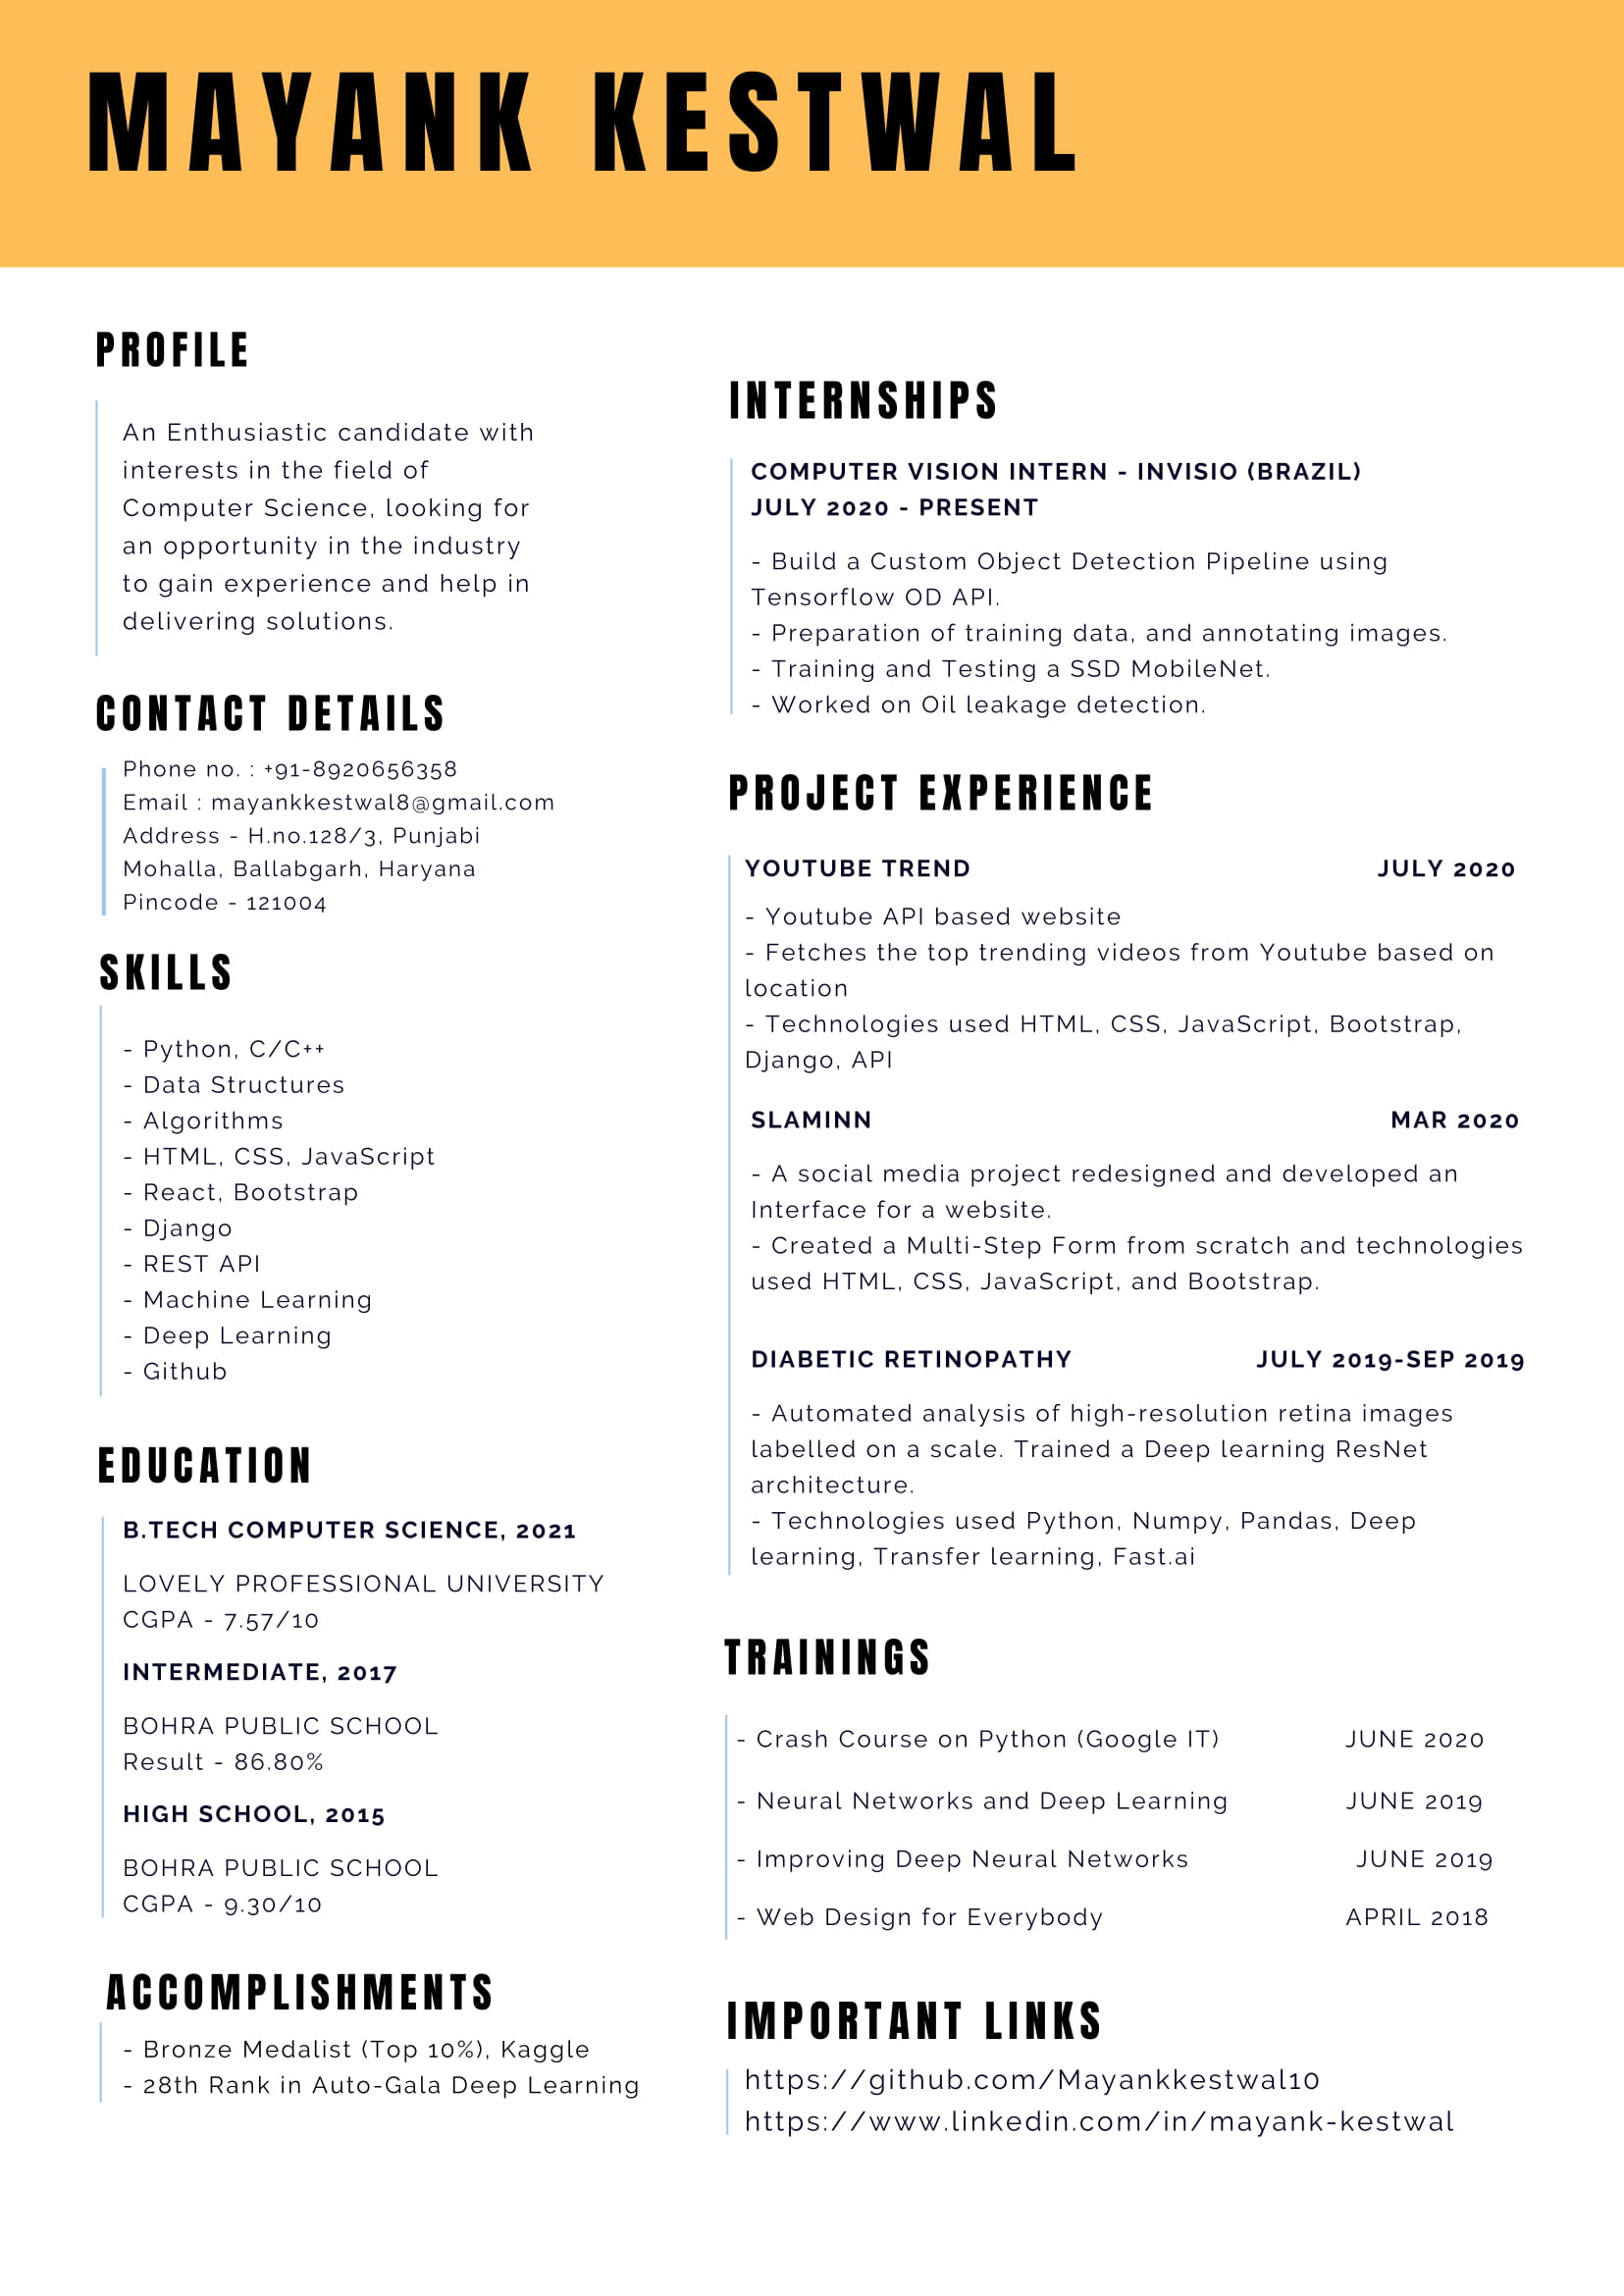 MAYANK KESTWAL
PROFILE
An Enthusiastic candidate with
interests in the field of
Computer Science, looking for
an opportunity in the industry
to gain experience and help in
delivering solutions.
CONTACT DETAILS
Phone no. : +91-8920656358
Email : mayankkestwal8@gmail.com
Address - H.no.128/3, Punjabi
Mohalla, Ballabgarh, Haryana
Pincode - 121004
SKILLS
- Python, C/C++
- Data Structures
- Algorithms
- HTML, CSS, JavaScript
- React, Bootstrap
- Django
- REST API
- Machine Learning
- Deep Learning
- Github
EDUCATION
B.TECH COMPUTER SCIENCE, 2021
LOVELY PROFESSIONAL UNIVERSITY
CGPA - 7.57/10
INTERMEDIATE, 2017
BOHRA PUBLIC SCHOOL
Result - 86.80%
HIGH SCHOOL, 2015
BOHRA PUBLIC SCHOOL
CGPA - 9.30/10
ACCOMPLISHMENTS
- Bronze Medalist (Top 10%), Kaggle
- 28th Rank in Auto-Gala Deep Learning
INTERNSHIPS
COMPUTER VISION INTERN - INVISIO (BRAZIL)
JULY 2020 - PRESENT
- Build a Custom Object Detection Pipeline using
Tensorflow OD API.
- Preparation of training data, and annotating images.
- Training and Testing a SSD MobileNet.
- Worked on Oil leakage detection.
PROJECT EXPERIENCE
YOUTUBE TREND JULY 2020
- Youtube API based website
- Fetches the top trending videos from Youtube based on
location
- Technologies used HTML, CSS, JavaScript, Bootstrap,
Django, API
SLAMINN MAR 2020
- A social media project redesigned and developed an
Interface for a website.
- Created a Multi-Step Form from scratch and technologies
used HTML, CSS, JavaScript, and Bootstrap.
DIABETIC RETINOPATHY JULY 2019-SEP 2019
- Automated analysis of high-resolution retina images
labelled on a scale. Trained a Deep learning ResNet
architecture.
- Technologies used Python, Numpy, Pandas, Deep
learning, Transfer learning, Fast.ai
TRAININGS
- Crash Course on Python (Google IT) JUNE 2020
- Neural Networks and Deep Learning JUNE 2019
- Improving Deep Neural Networks JUNE 2019
- Web Design for Everybody APRIL 2018
IMPORTANT LINKS
https://github.com/Mayankkestwal10
https://www.linkedin.com/in/mayank-kestwal